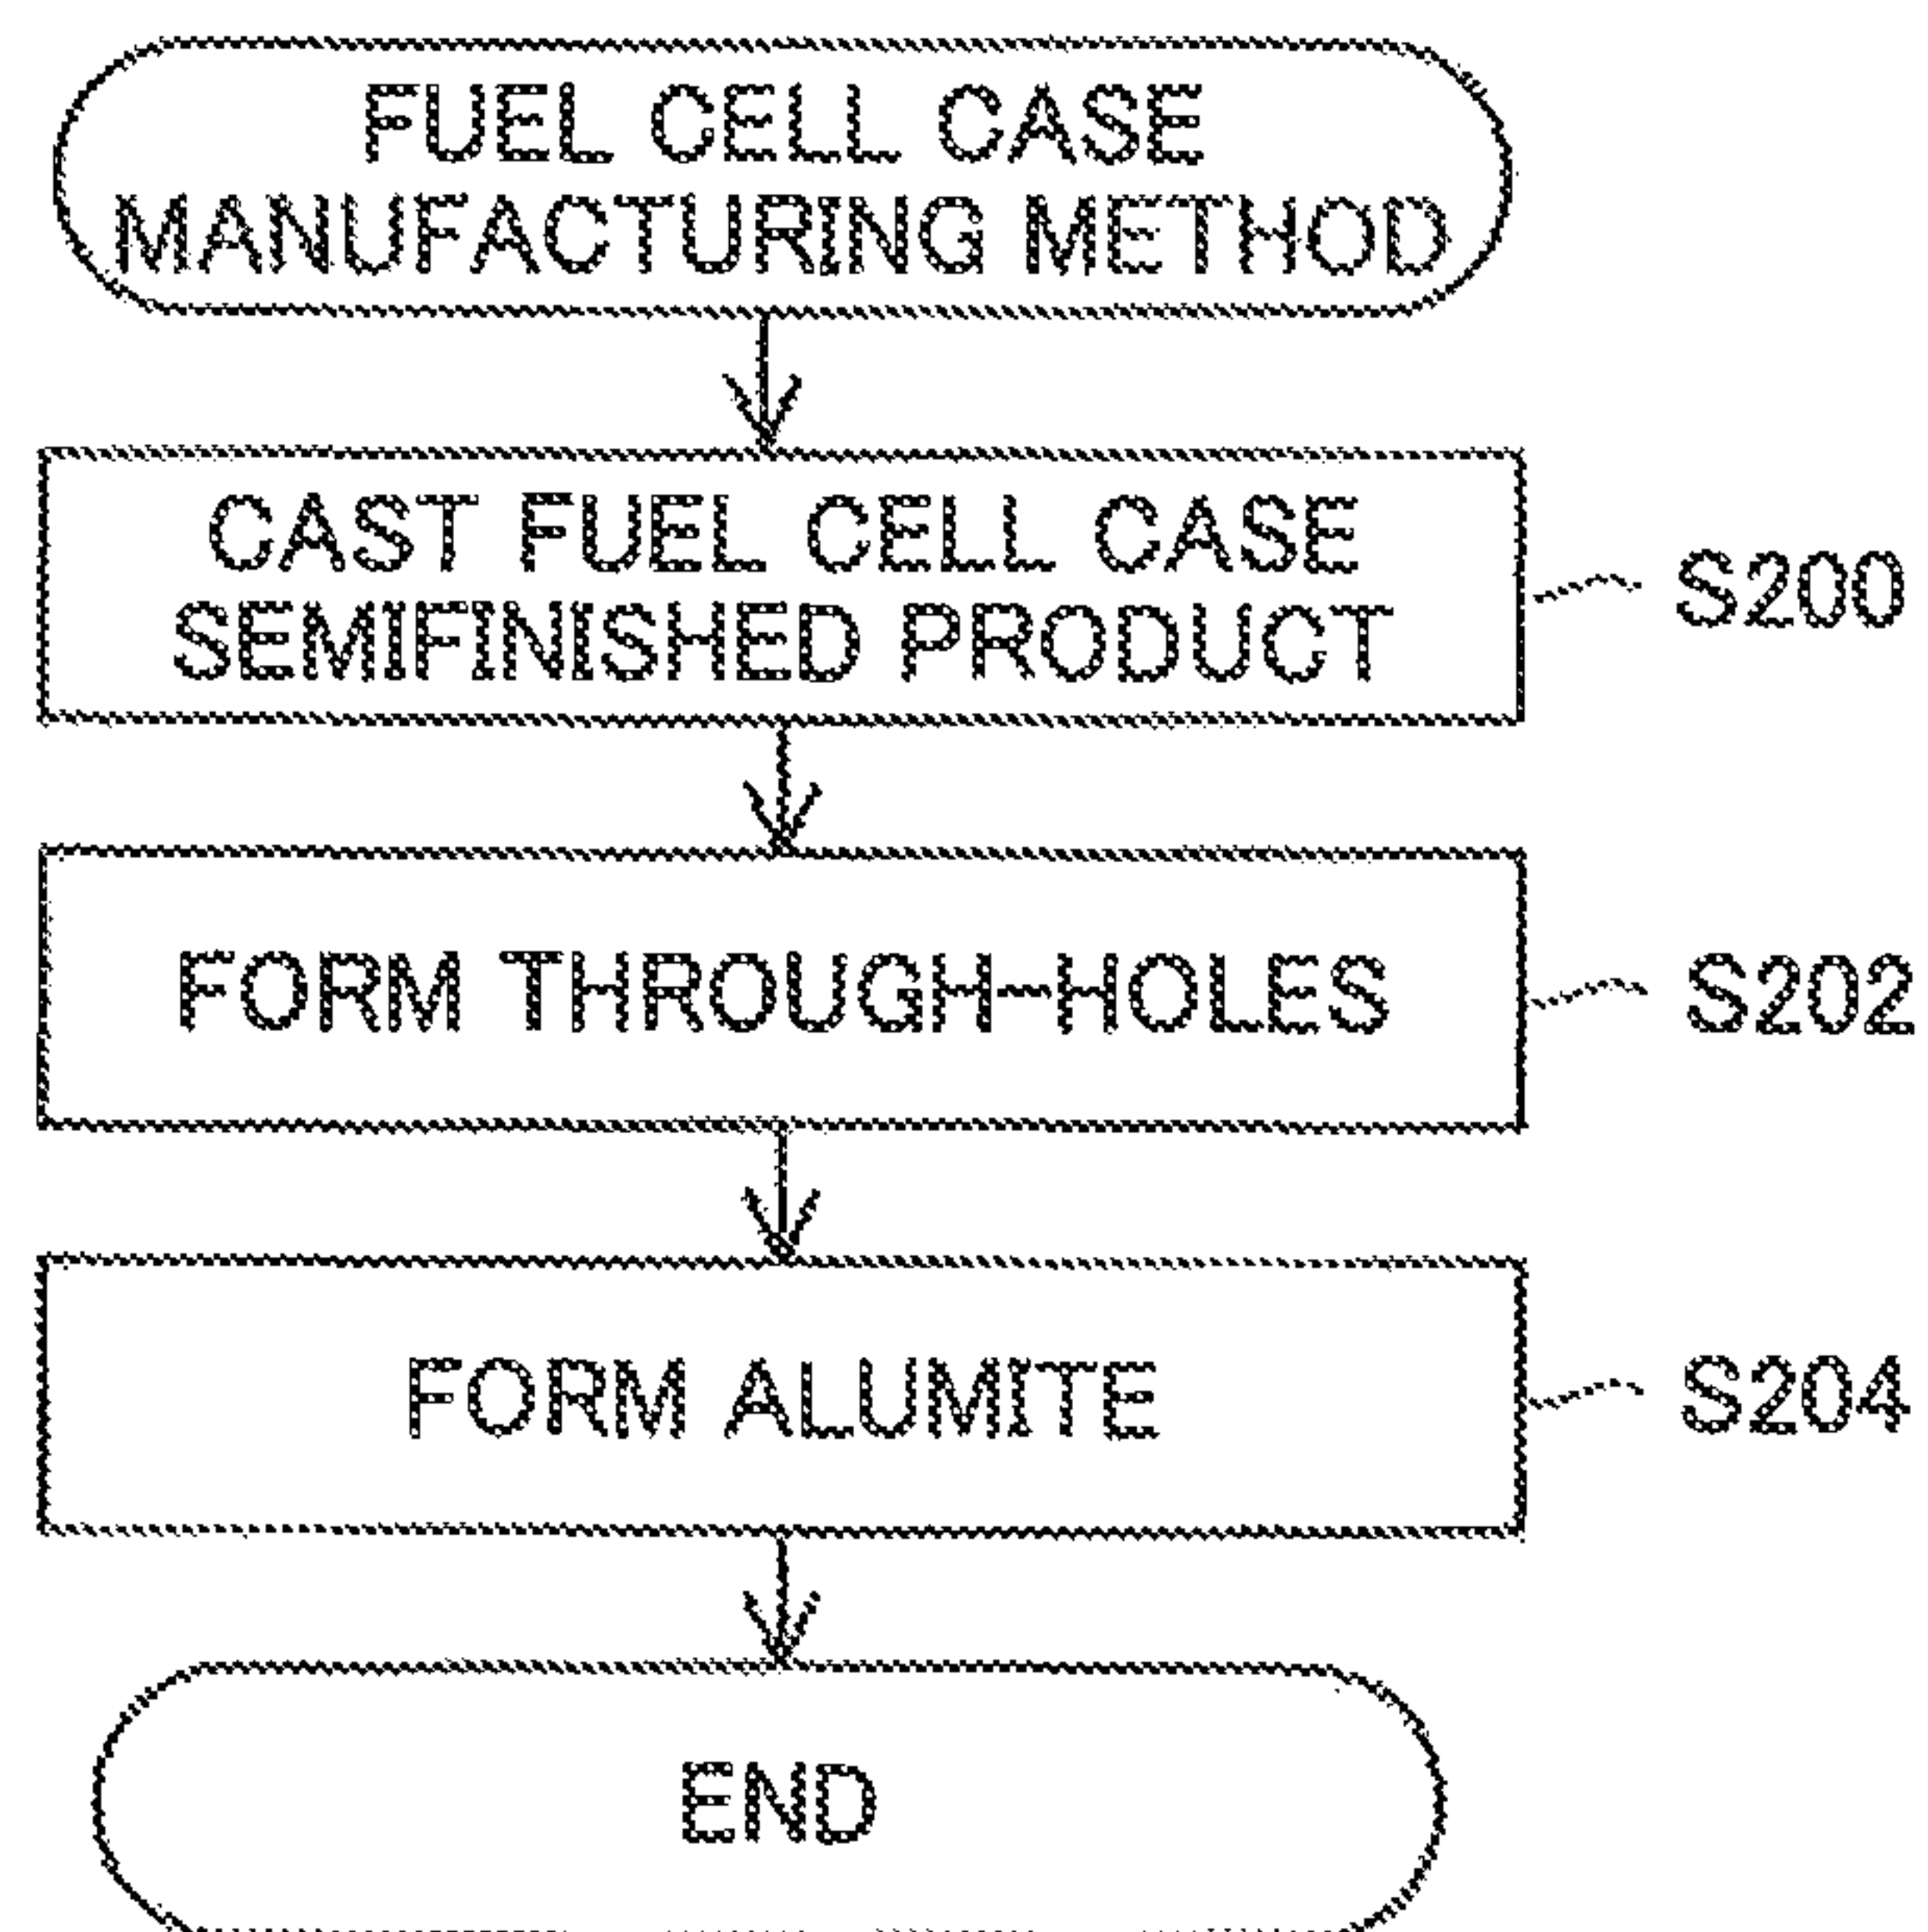 FUEL CELL CASE
MANUFACTURING METHOD
CAST FUEL CELL CASE
SEMIFINISHED PRODUCT
S200
FORM THROUGH-HOLES
S202
FORM ALUMITE
S204
END